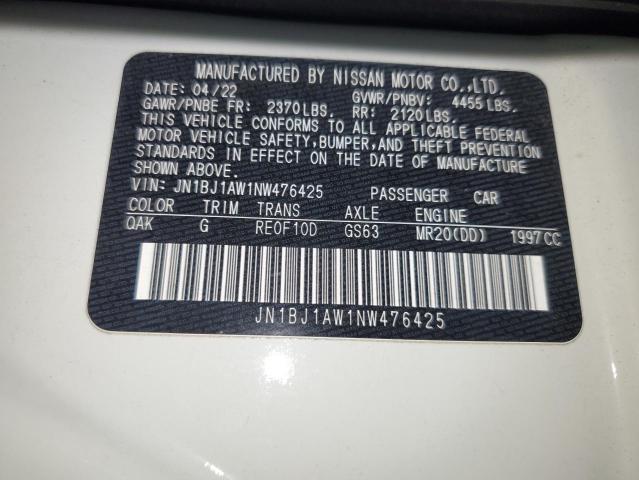 MANUFACTURED BY NISSAN MOTOR CO.,LTD.
DATE: 04/22 GVWR/PNBV: 4455 LBS.
GAWR/PNBE FR: 2370 LBS. RR: 2120 LBS.
THIS VEHICLE CONFORMS TO ALL APPLICABLE FEDERAL
MOTOR VEHICLE SAFETY, BUMPER, AND THEFT PREVENTION
STANDARDS IN EFFECT ON THE DATE OF MANUFACTURE
SHOWN ABOVE.
VIN: JN1BJ1AW1NW476425 PASSENGER CAR
COLOR TRIM TRANS AXLE ENGINE
QAK G RE0F10D GS63 MR20(DD) 1997CC
JN1BJ1AW1NW476425